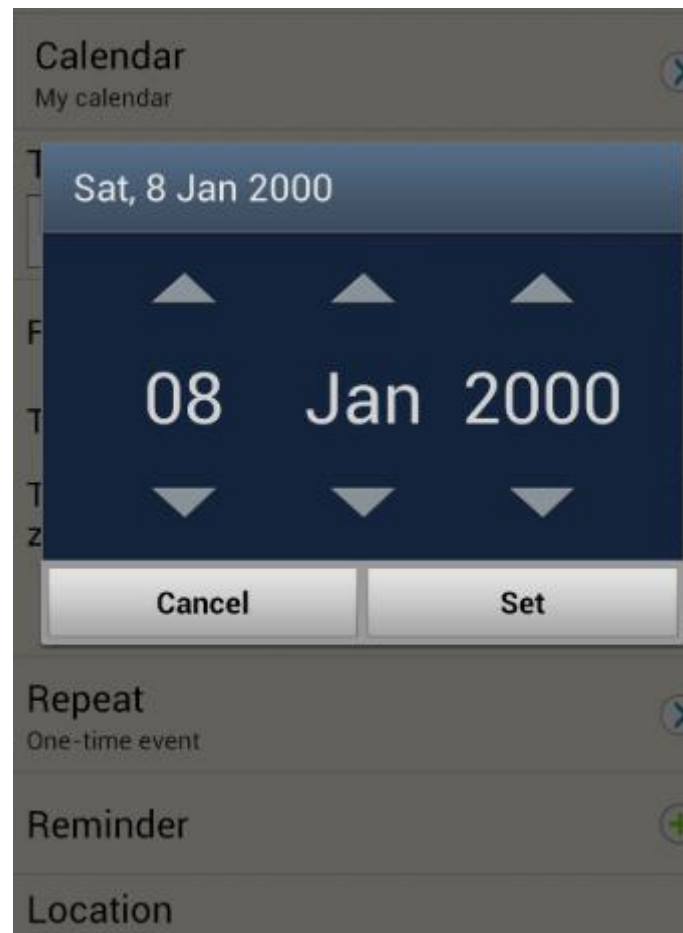 Calendar
My calendar
T
Sat, 8 Jan 2000
F
08 Jan 2000
T
T
z
Cancel Set
Repeat
One-time event
Reminder
Location